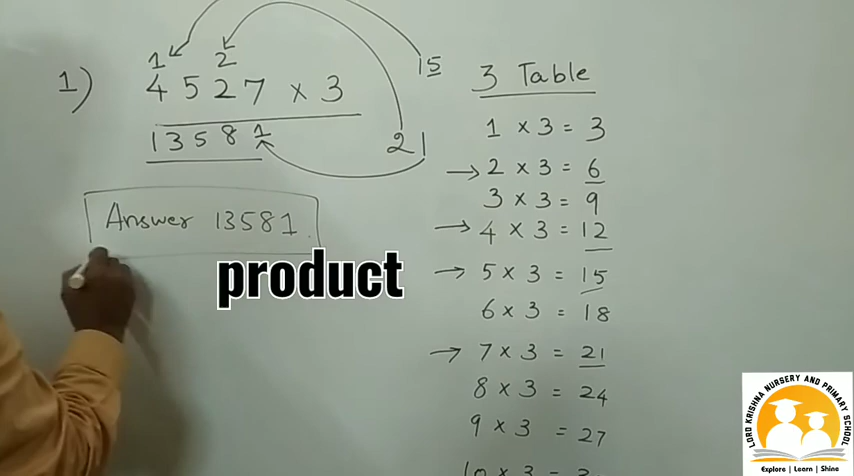 1 2
1) 4527 x 3
13581
15
21
Answer 13581.
product
3 Table
1 x 3 = 3
2 x 3 = 6
3 x 3 = 9
4 x 3 = 12
5 x 3 = 15
6 x 3 = 18
7 x 3 = 21
8 x 3 = 24
9 x 3 = 27
10 x 3 =
LORD KRISHNA NURSERY AND PRIMARY SCHOOL
Explore | Learn | Shine